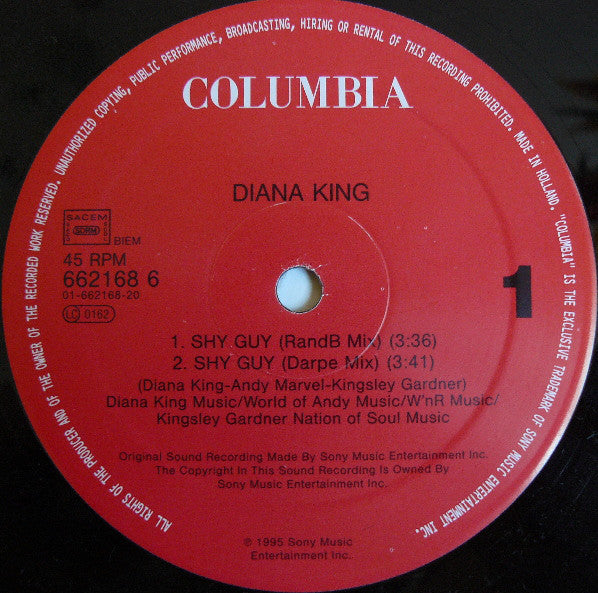 ALL RIGHTS OF THE PRODUCER AND OF THE OWNER OF THE RECORDED WORK RESERVED. UNAUTHORIZED COPYING, PUBLIC PERFORMANCE, BROADCASTING, HIRING OR RENTAL OF THIS RECORDING PROHIBITED. MADE IN HOLLAND. "COLUMBIA" IS THE EXCLUSIVE TRADEMARK OF SONY MUSIC ENTERTAINMENT INC.
COLUMBIA
DIANA KING
SACEM
SDRM
BIEM
45 RPM
662168 6
01-662168-20
LC 0162
1
1. SHY GUY (RandB Mix) (3:36)
2. SHY GUY (Darpe Mix) (3:41)
(Diana King-Andy Marvel-Kingsley Gardner)
Diana King Music/World of Andy Music/W'nR Music/
Kingsley Gardner Nation of Soul Music
Original Sound Recording Made By Sony Music Entertainment Inc.
The Copyright In This Sound Recording Is Owned By
Sony Music Entertainment Inc.
℗ 1995 Sony Music
Entertainment Inc.